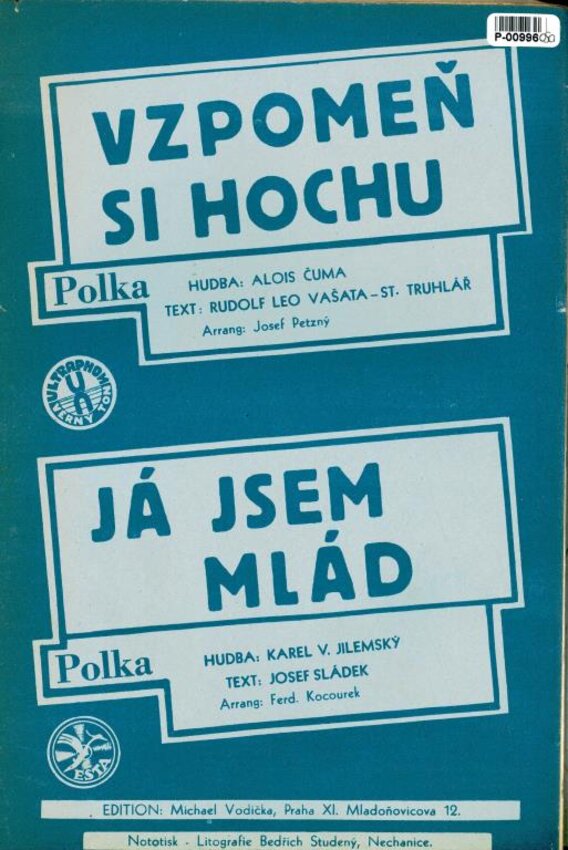 P-00996
VZPOMEŇ
SI HOCHU
Polka
HUDBA: ALOIS ČUMA
TEXT: RUDOLF LEO VAŠATA – ST. TRUHLÁŘ
Arrang: Josef Petzný
ULTRAPHON
VĚRNÝ TÓN
JÁ JSEM
MLÁD
Polka
HUDBA: KAREL V. JILEMSKÝ
TEXT: JOSEF SLÁDEK
Arrang: Ferd. Kocourek
ESTA
EDITION: Michael Vodička, Praha XI. Mladoňovicova 12.
Nototisk - Litografie Bedřich Studený, Nechanice.